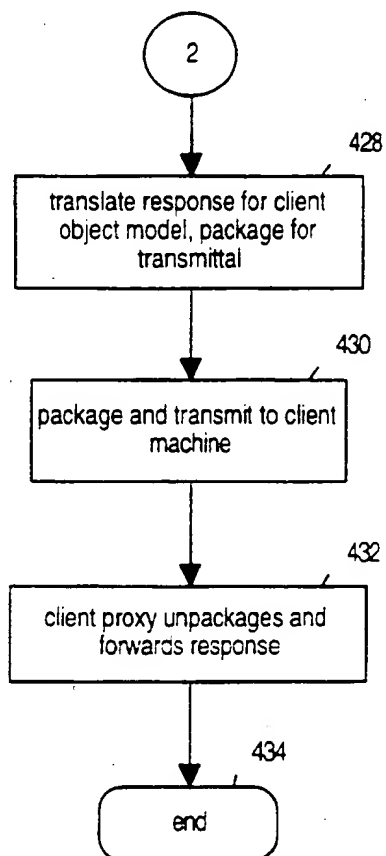 2
428
translate response for client
object model, package for
transmittal
430
package and transmit to client
machine
432
client proxy unpackages and
forwards response
434
end